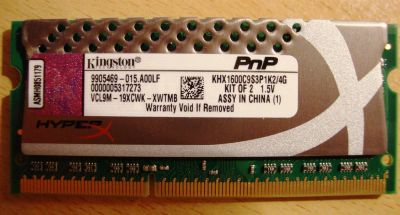 Kingston
PnP
9905469-015.A00LF
KHX1600C9S3P1K2/4G
0000005317273
KIT OF 2 1.5V
VCL9M-19XCWK-XWTMB
ASSY IN CHINA (1)
Warranty Void If Removed
HYPERX